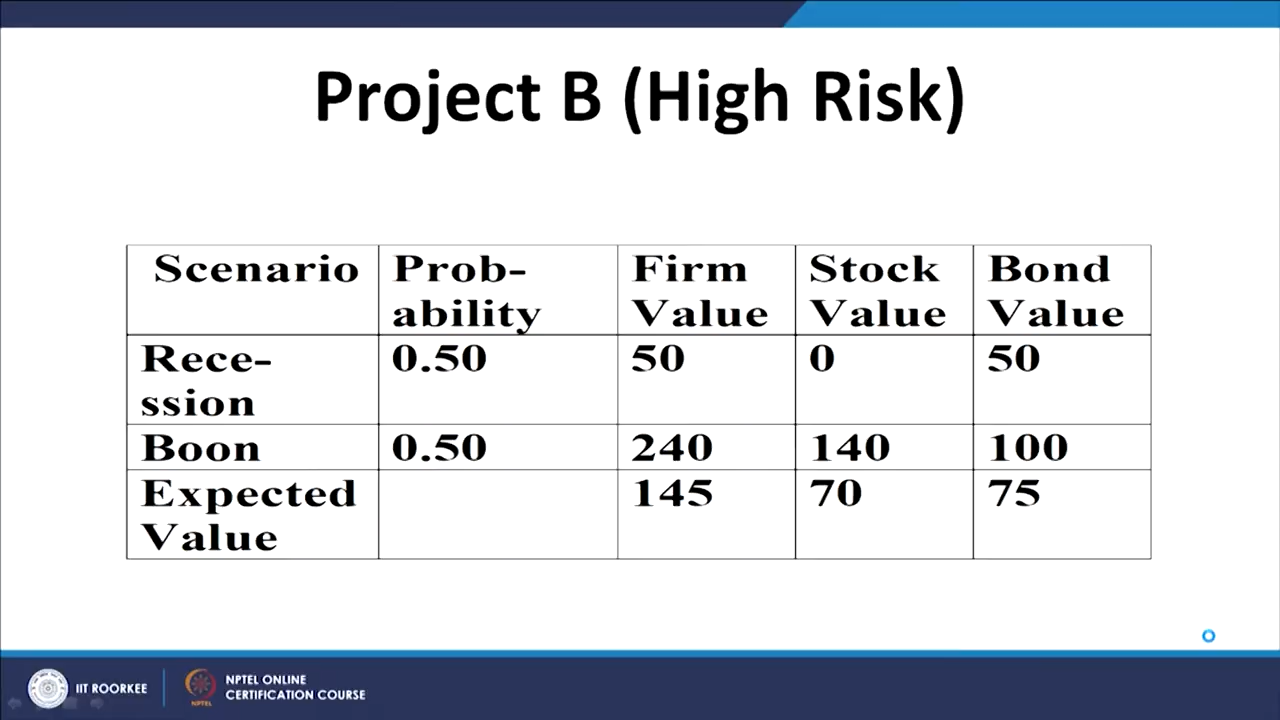 Project B (High Risk)
Scenario Prob- Firm Stock Bond
ability Value Value Value
Rece- 0.50 50 0 50
ssion
Boon 0.50 240 140 100
Expected 145 70 75
Value
IIT ROORKEE
NPTEL
NPTEL ONLINE
CERTIFICATION COURSE